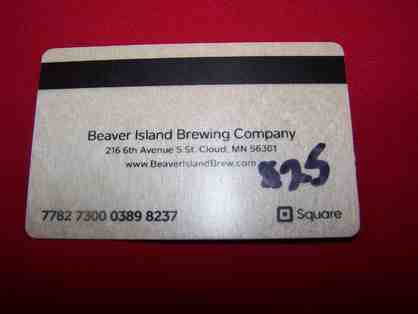 Beaver Island Brewing Company
216 6th Avenue S St. Cloud, MN 56301
www.BeaverIslandBrew.com
$25
7782 7300 0389 8237
Square